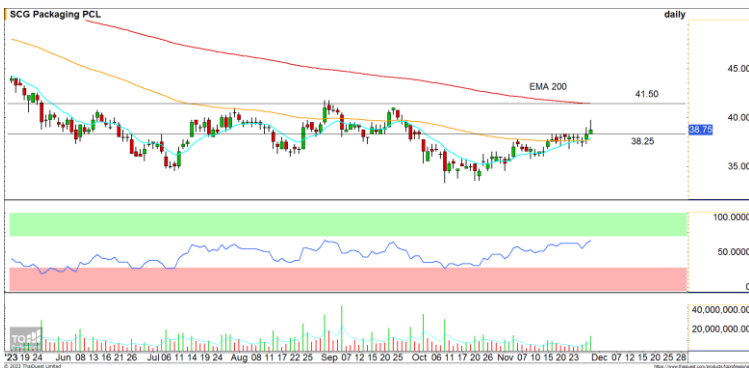 SCG Packaging PCL daily
45.00
EMA 200
41.50
40.00
38.75
38.25
35.00
100.0000
50.0000
0
40,000,000
20,000,000
'23 19 24 Jun 08 13 16 21 26 Jul 06 11 14 19 24 Aug 08 11 17 22 25 Sep 07 12 15 20 25 Oct 06 11 17 20 26 Nov 07 10 15 20 23 Dec 07 12 15 20 25 28
© 2023 ThaiQuest Limited